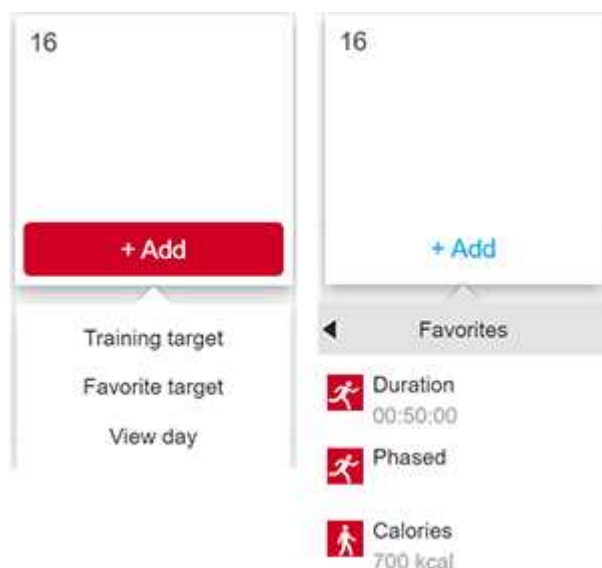 16
+ Add
Training target
Favorite target
View day
16
+ Add
Favorites
Duration
00:50:00
Phased
Calories
700 kcal